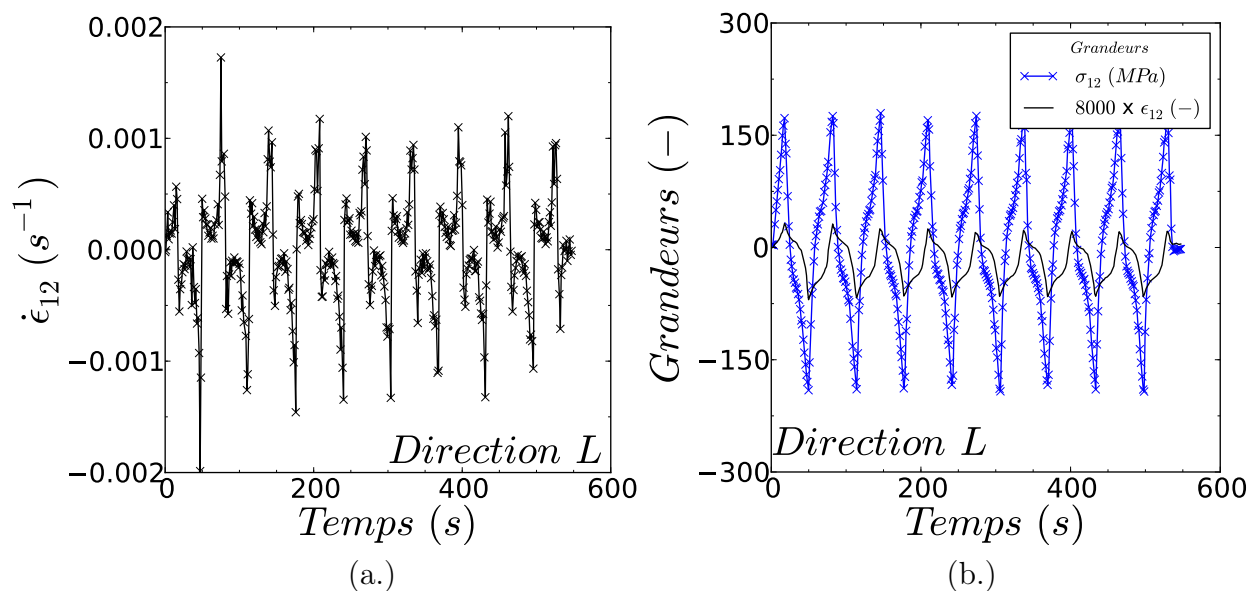 0.002
0.001
0.000
−0.001
−0.002
ϵ̇₁₂ (s⁻¹)
0
200
400
600
Temps (s)
Direction L
(a.)
300
150
0
−150
−300
Grandeurs (−)
Grandeurs
σ₁₂ (MPa)
8000 x ϵ₁₂ (−)
0
200
400
600
Temps (s)
Direction L
(b.)